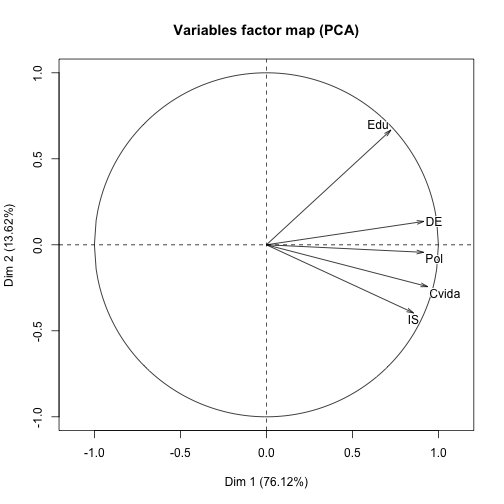 Variables factor map (PCA)
1.0
0.5
0.0
-0.5
-1.0
Dim 2 (13.62%)
Edu
DE
Pol
Cvida
IS
-1.0
-0.5
0.0
0.5
1.0
Dim 1 (76.12%)